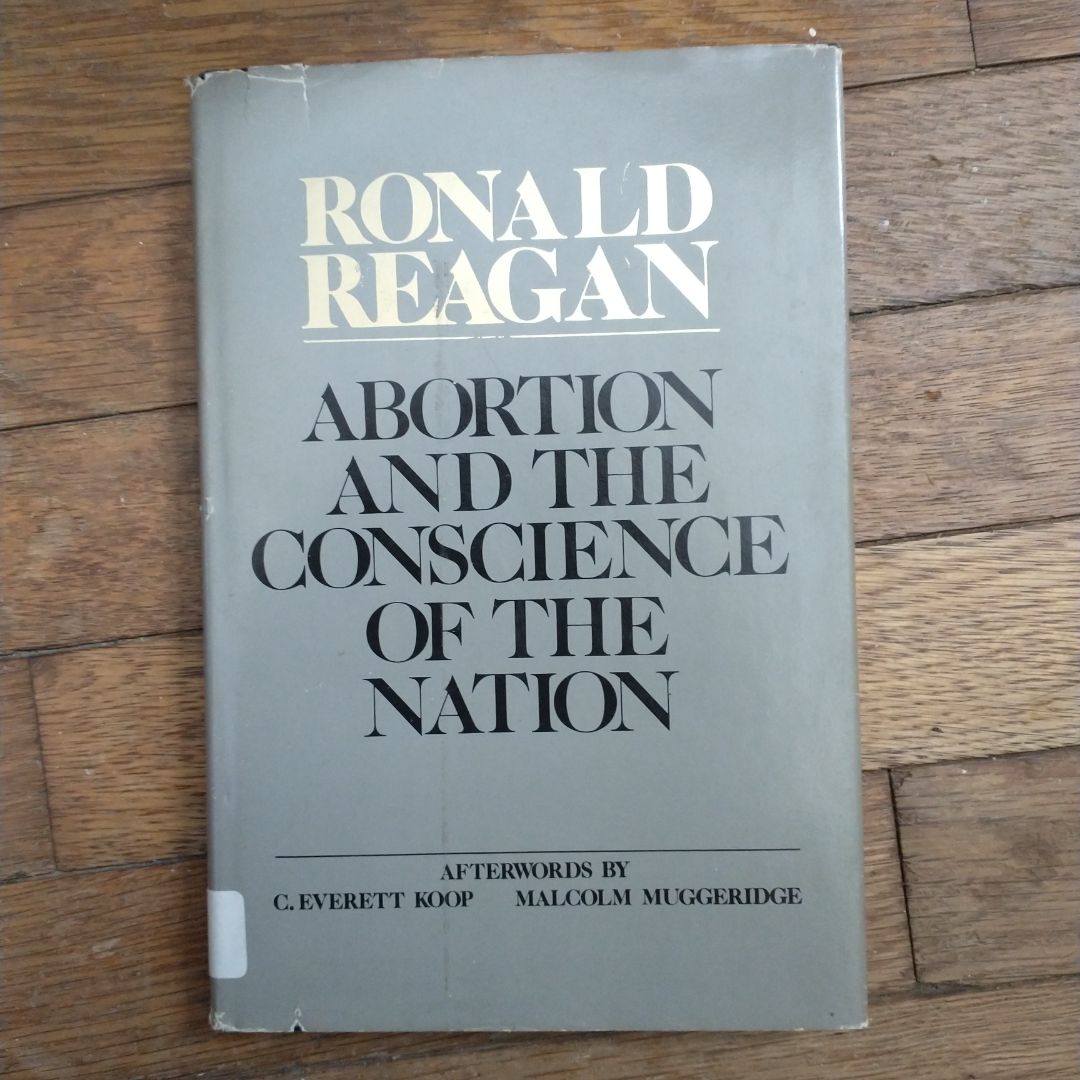 RONALD
REAGAN
ABORTION
AND THE
CONSCIENCE
OF THE
NATION
AFTERWORDS BY
C. EVERETT KOOP MALCOLM MUGGERIDGE